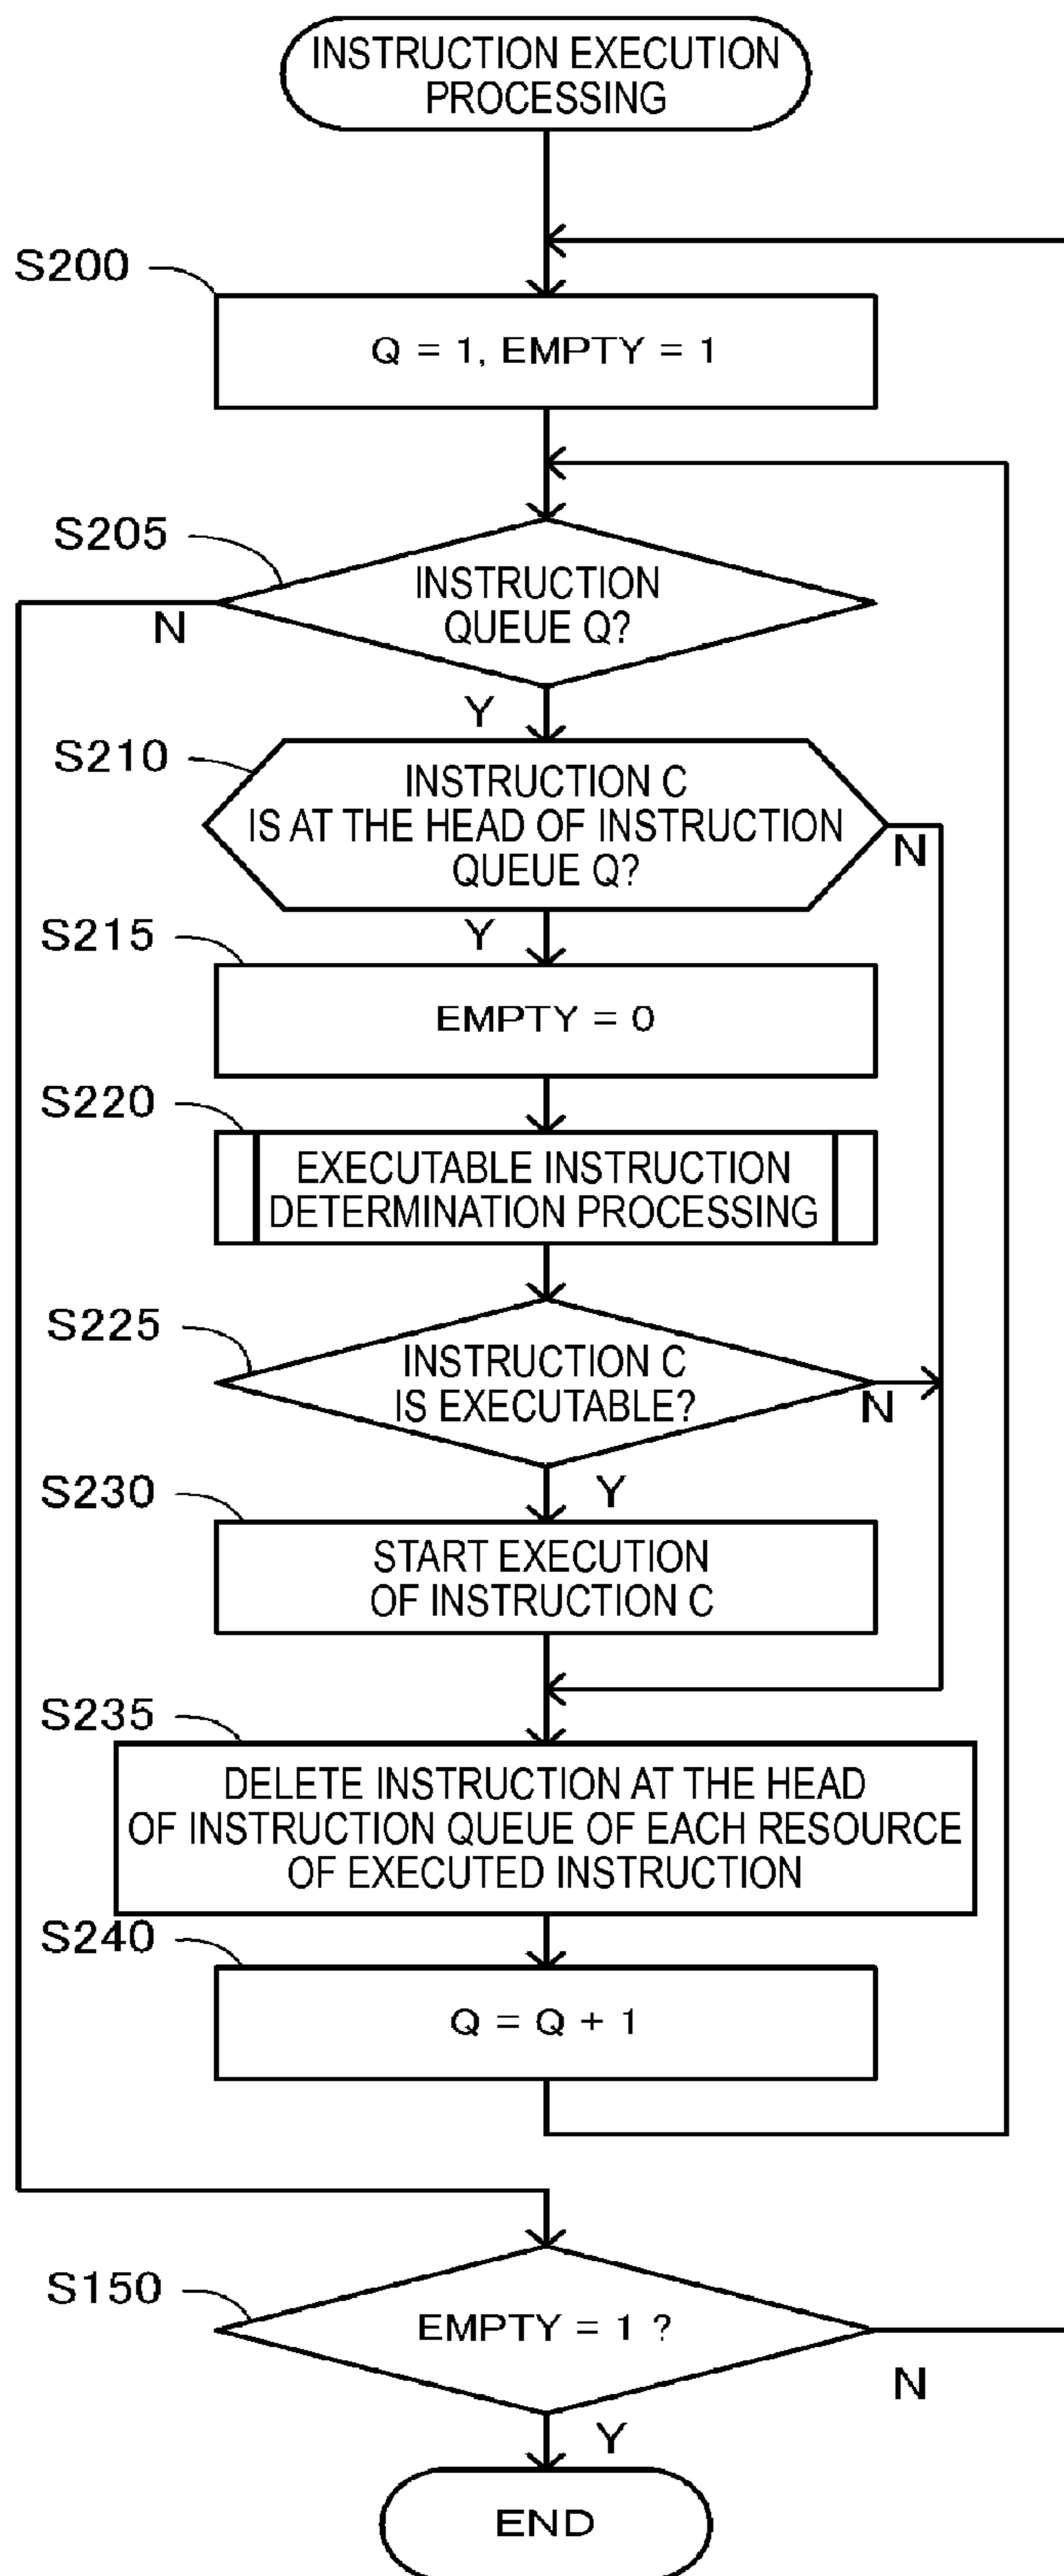 INSTRUCTION EXECUTION
PROCESSING
S200
Q = 1, EMPTY = 1
S205
INSTRUCTION
QUEUE Q?
N
Y
S210
INSTRUCTION C
IS AT THE HEAD OF INSTRUCTION
QUEUE Q?
N
Y
S215
EMPTY = 0
S220
EXECUTABLE INSTRUCTION
DETERMINATION PROCESSING
S225
INSTRUCTION C
IS EXECUTABLE?
N
Y
S230
START EXECUTION
OF INSTRUCTION C
S235
DELETE INSTRUCTION AT THE HEAD
OF INSTRUCTION QUEUE OF EACH RESOURCE
OF EXECUTED INSTRUCTION
S240
Q = Q + 1
S150
EMPTY = 1 ?
N
Y
END